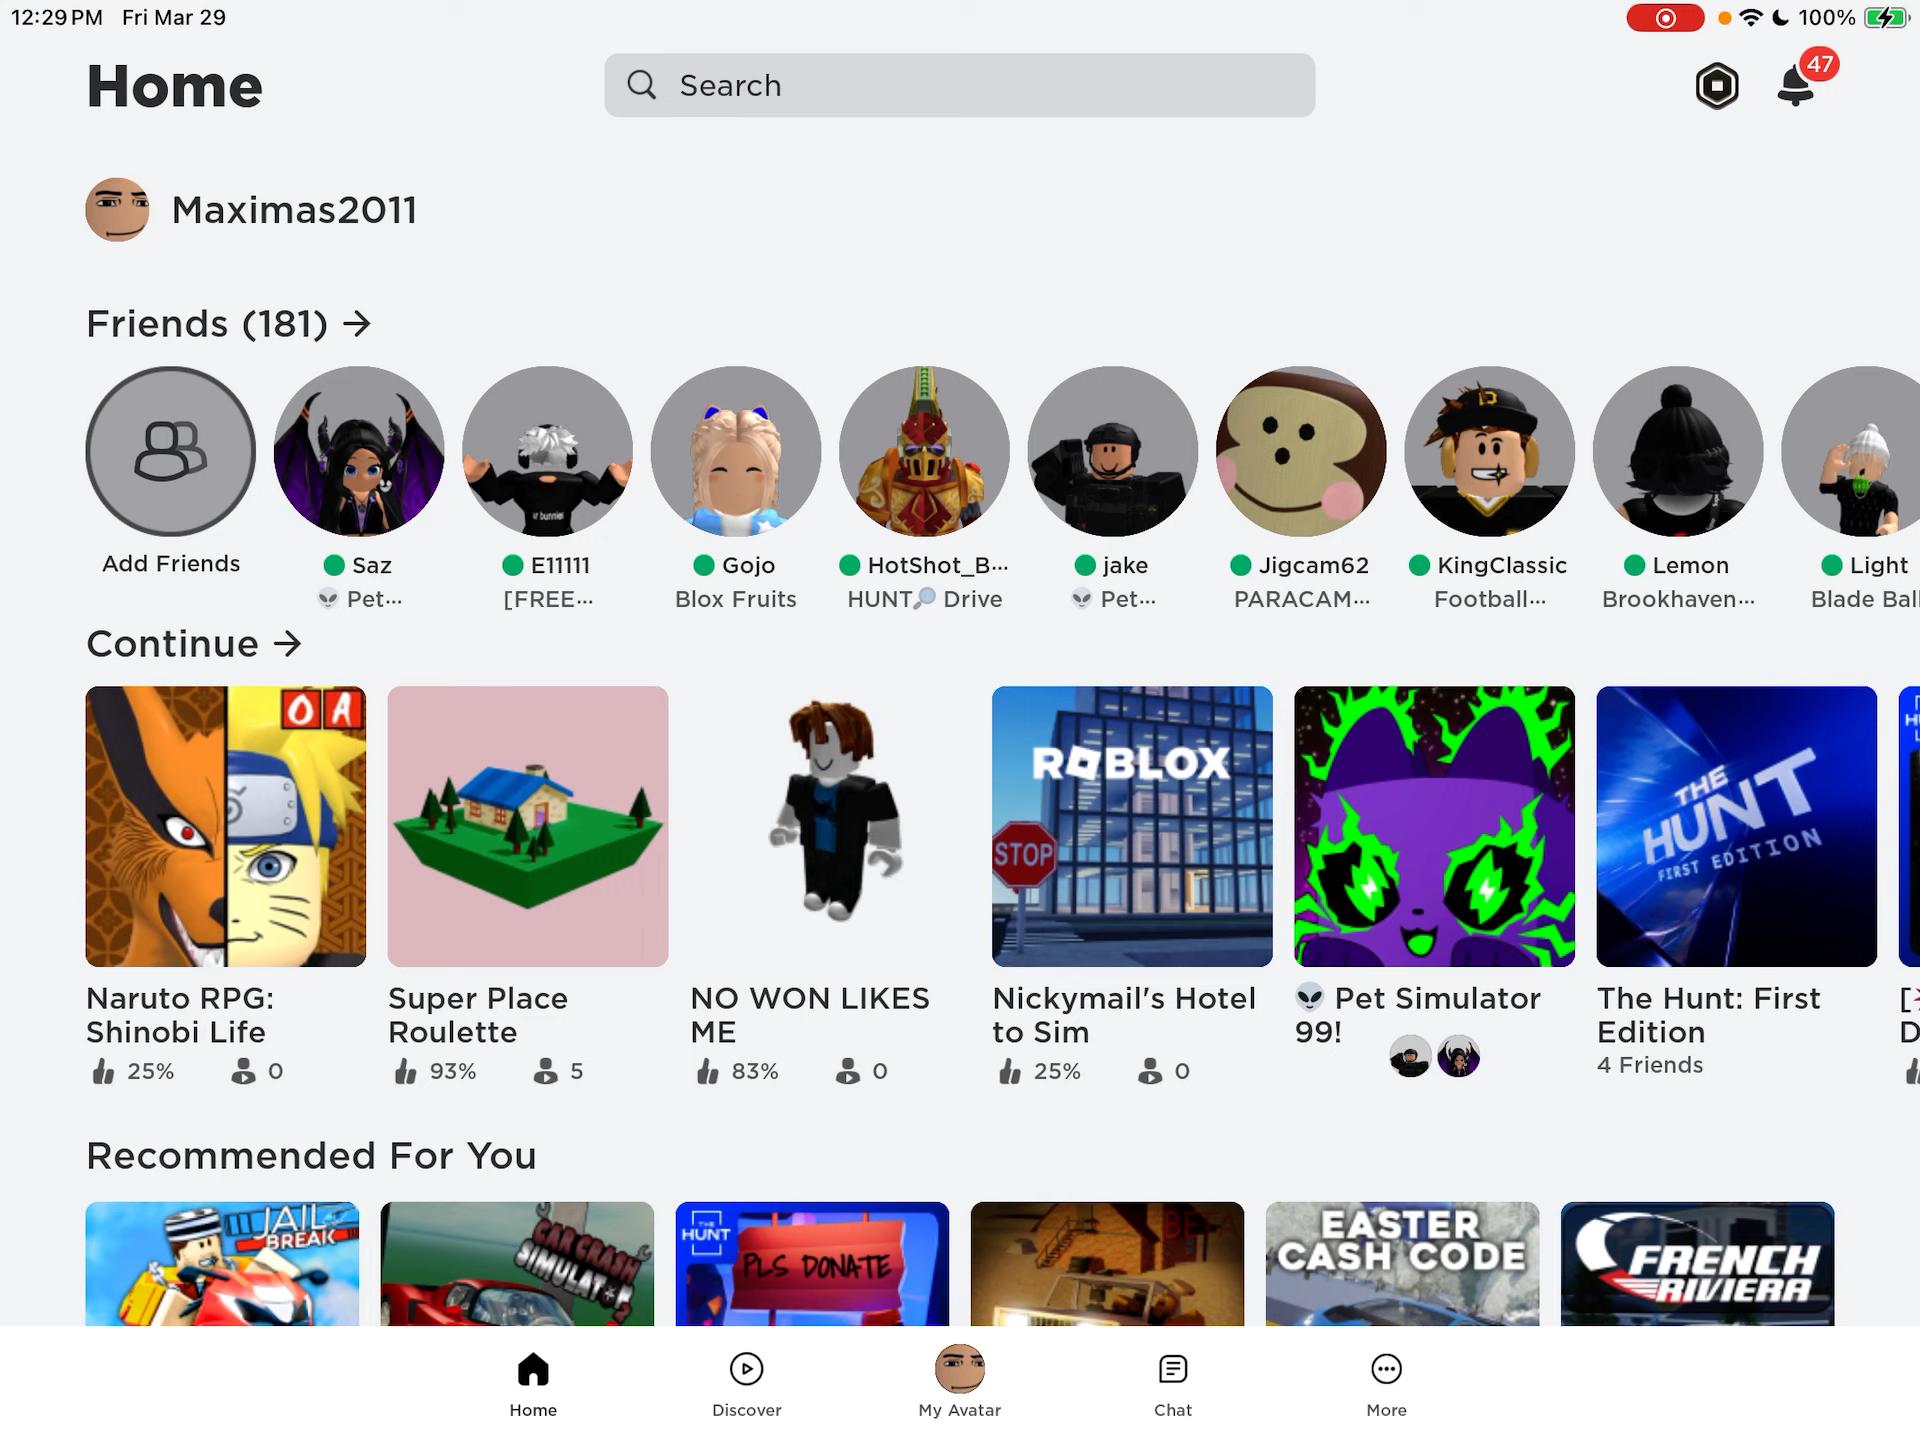 12:29 PM Fri Mar 29
100%
Home
Search
47
Maximas2011
Friends (181) →
Add Friends
Saz
👽 Pet...
E11111
[FREE...
Gojo
Blox Fruits
HotShot_B...
HUNT🔎 Drive
jake
👽 Pet...
Jigcam62
PARACAM...
KingClassic
Football...
Lemon
Brookhaven...
Light
Blade Ball
ur bunnies
Continue →
OA
ROBLOX
STOP
THE
HUNT
FIRST EDITION
Naruto RPG:
Shinobi Life
25% 0
Super Place
Roulette
93% 5
NO WON LIKES
ME
83% 0
Nickymail's Hotel
to Sim
25% 0
👽 Pet Simulator
99!
The Hunt: First
Edition
4 Friends
Recommended For You
JAIL
BREAK
CAR CRASH
SIMULATOR
THE
HUNT
PLS DONATE
BETA
EASTER
CASH CODE
FRENCH
RIVIERA
Home
Discover
My Avatar
Chat
More